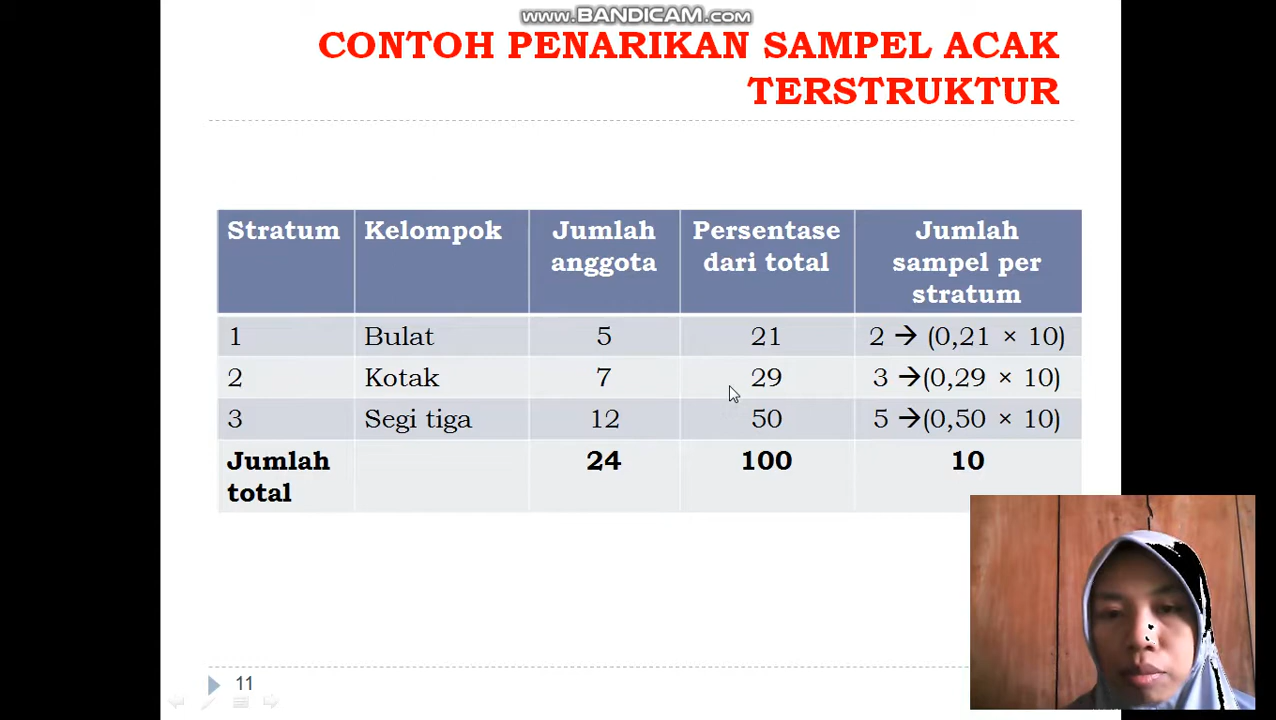 www.BANDICAM.com
CONTOH PENARIKAN SAMPEL ACAK
TERSTRUKTUR
Stratum Kelompok Jumlah anggota Persentase dari total Jumlah sampel per stratum
1 Bulat 5 21 2 → (0,21 × 10)
2 Kotak 7 29 3 →(0,29 × 10)
3 Segi tiga 12 50 5 →(0,50 × 10)
Jumlah total 24 100 10
11